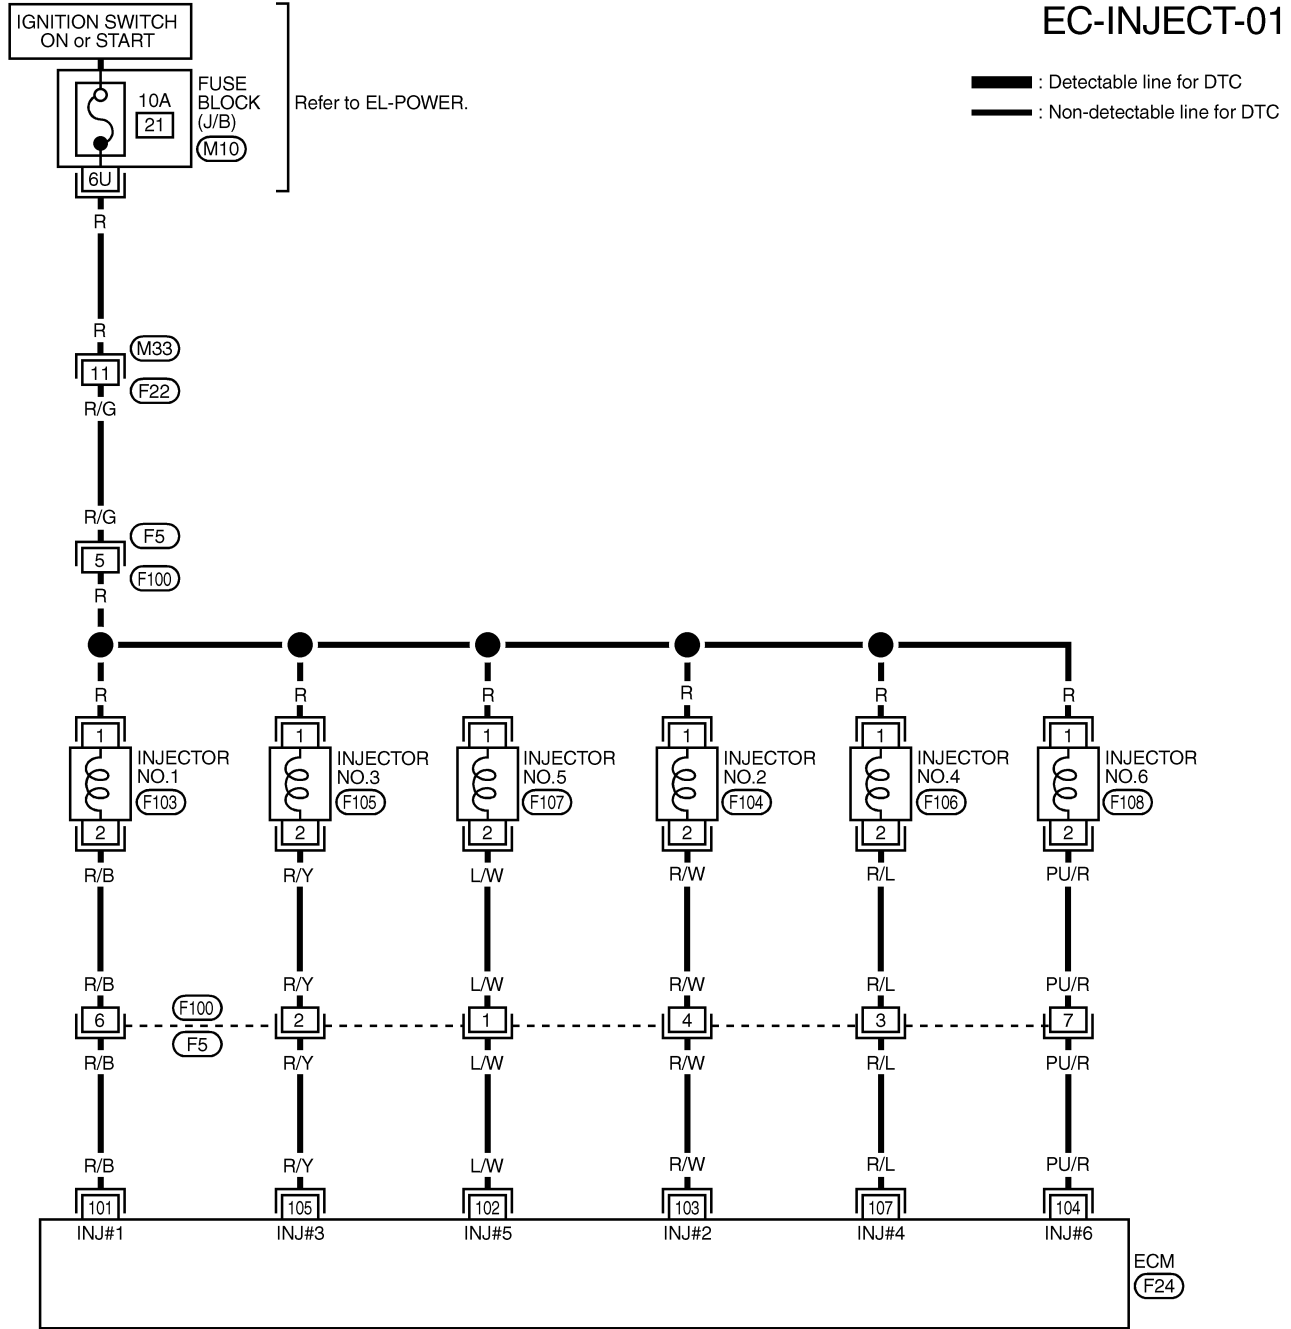 EC-INJECT-01
IGNITION SWITCH
ON or START
: Detectable line for DTC
: Non-detectable line for DTC
10A
21
FUSE
BLOCK
(J/B)
M10
Refer to EL-POWER.
6U
R
R
M33
11
F22
R/G
R/G
F5
5
F100
R
R R R R R R
1 1 1 1 1 1
INJECTOR
NO.1
F103
INJECTOR
NO.3
F105
INJECTOR
NO.5
F107
INJECTOR
NO.2
F104
INJECTOR
NO.4
F106
INJECTOR
NO.6
F108
2 2 2 2 2 2
R/B R/Y L/W R/W R/L PU/R
R/B R/Y L/W R/W R/L PU/R
F100
6 2 1 4 3 7
F5
R/B R/Y L/W R/W R/L PU/R
R/B R/Y L/W R/W R/L PU/R
101 105 102 103 107 104
INJ#1 INJ#3 INJ#5 INJ#2 INJ#4 INJ#6
ECM
F24